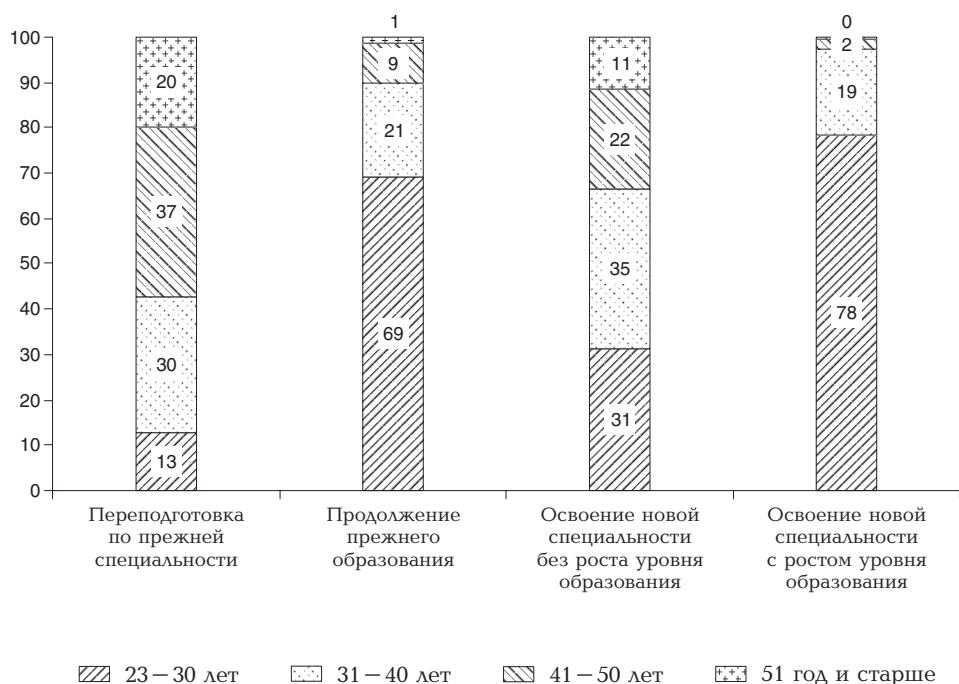 1
0
100
90
80
70
60
50
40
30
20
10
0
20
37
30
13
9
21
69
11
22
35
31
2
19
78
Переподготовка
по прежней
специальности
Продолжение
прежнего
образования
Освоение новой
специальности
без роста уровня
образования
Освоение новой
специальности
с ростом уровня
образования
23 – 30 лет
31 – 40 лет
41 – 50 лет
51 год и старше